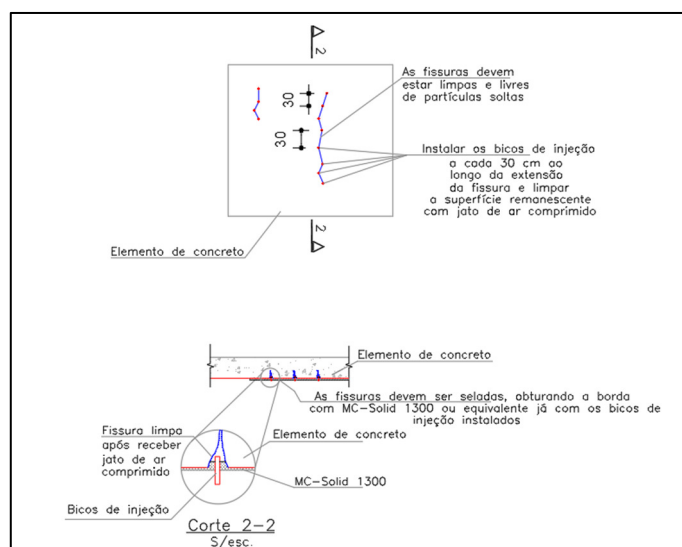 2
As fissuras devem
estar limpas e livres
de partículas soltas
30
30
Instalar os bicos de injeção
a cada 30 cm ao
longo da extensão
da fissura e limpar
a superfície remanescente
com jato de ar comprimido
2
Elemento de concreto
Elemento de concreto
As fissuras devem ser seladas, obturando a borda
com MC-Solid 1300 ou equivalente já com os bicos de
injeção instalados
Fissura limpa
após receber
jato de ar
comprimido
Elemento de concreto
MC-Solid 1300
Bicos de injeção
Corte 2-2
S/esc.